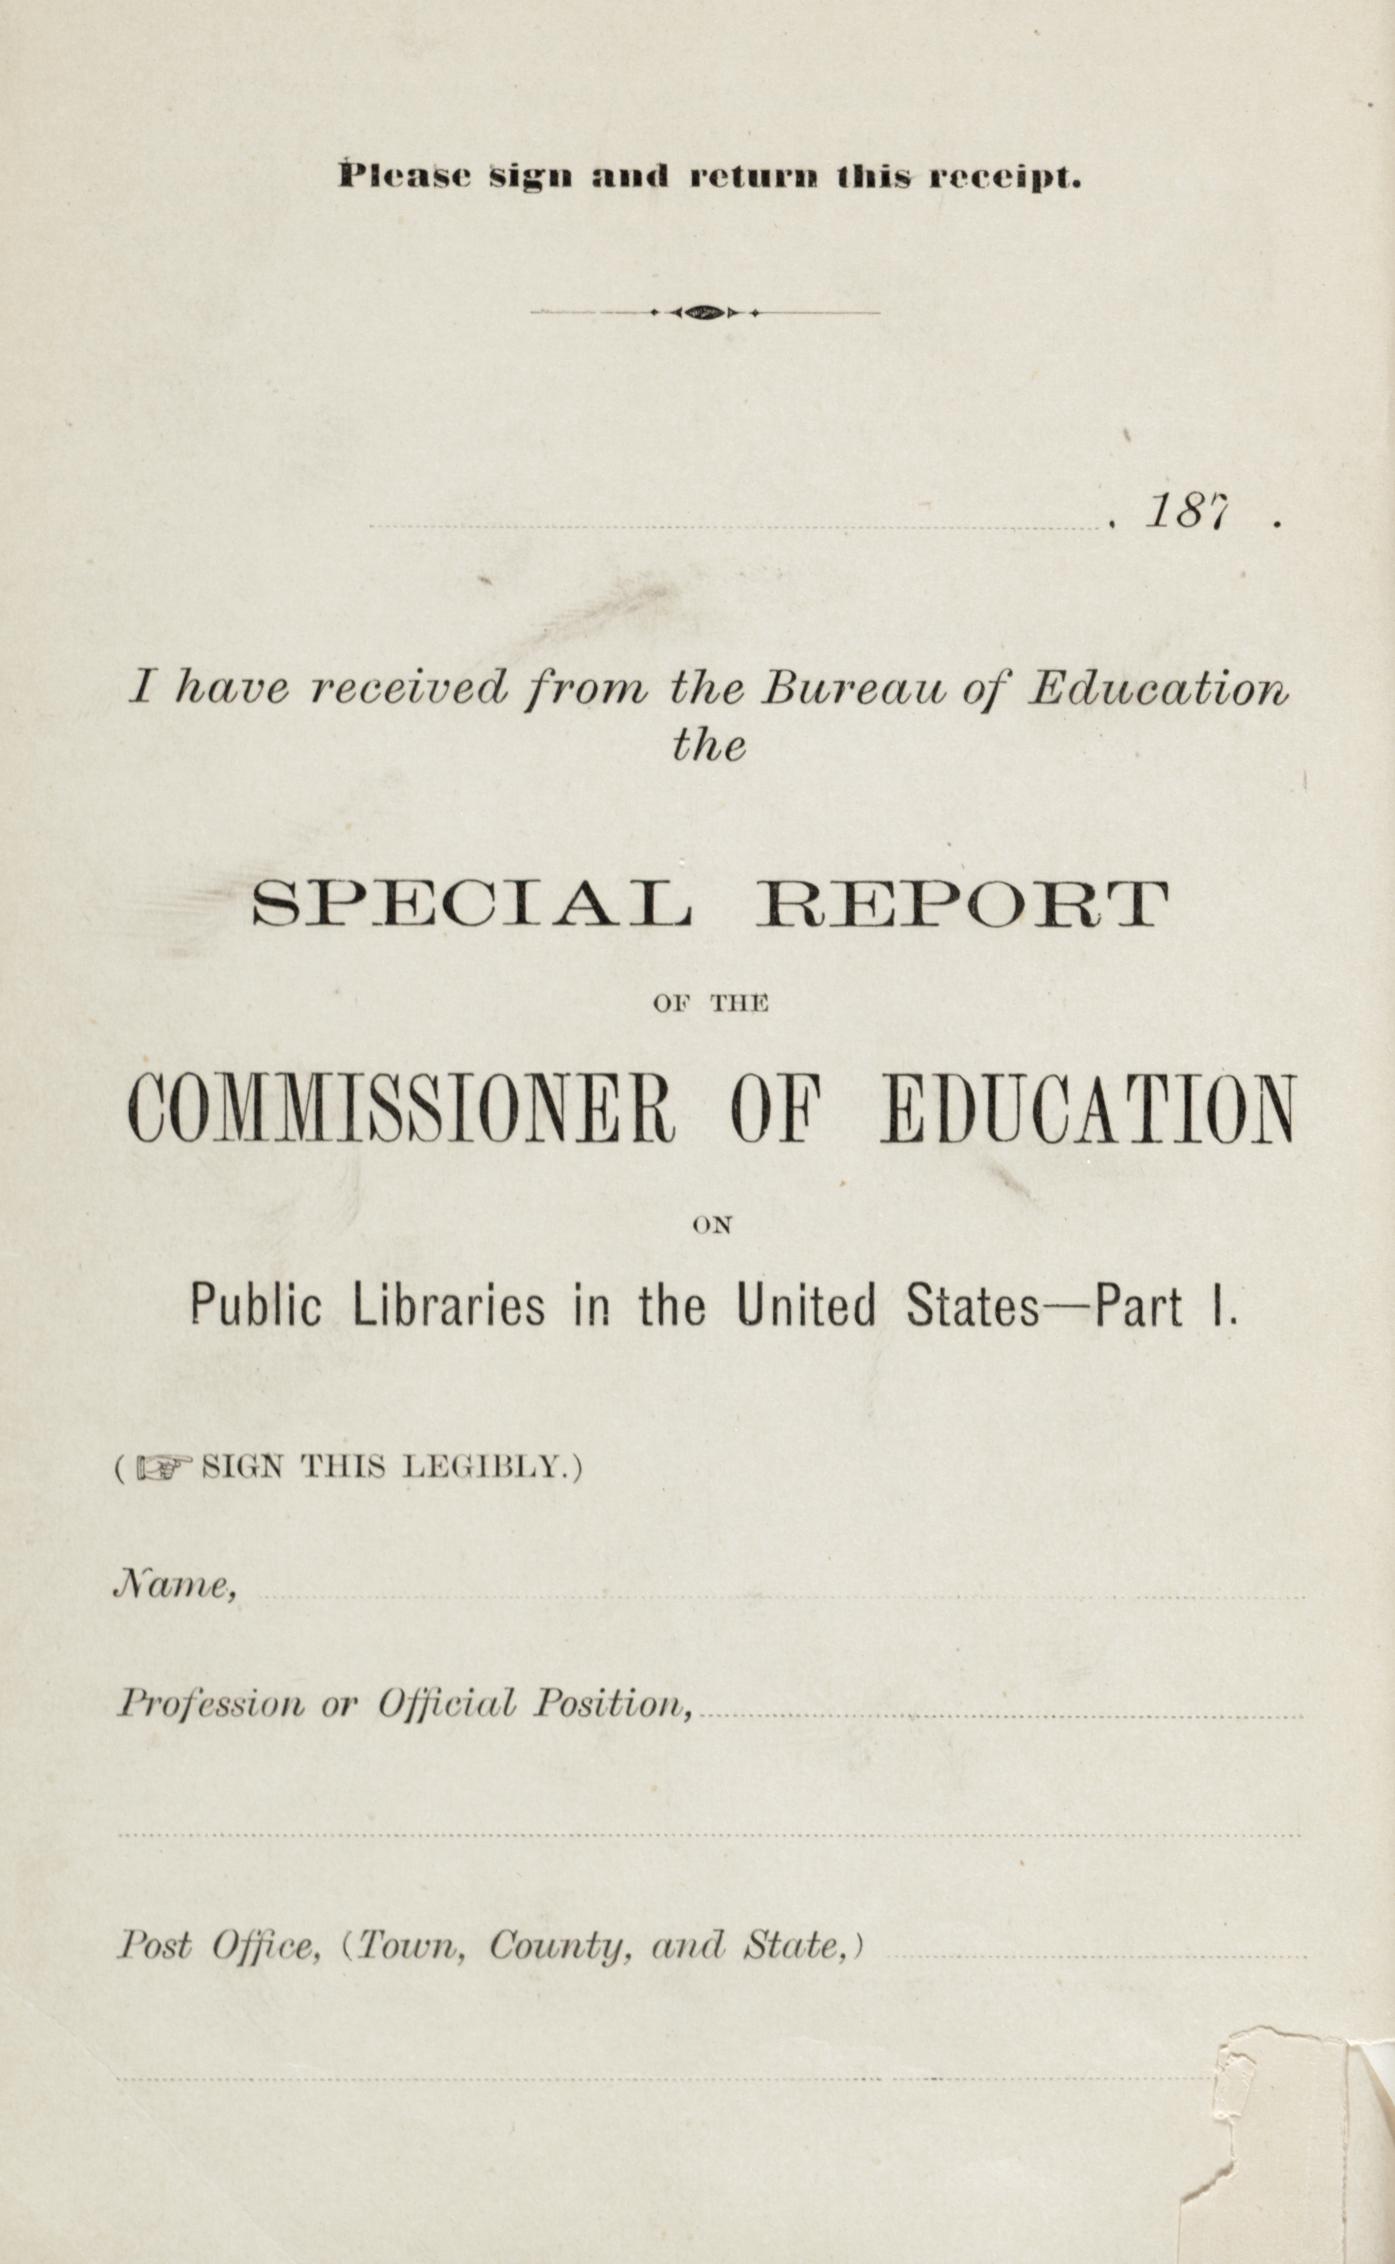 Please sign and return this receipt.
. 187 .
I have received from the Bureau of Education
the
SPECIAL REPORT
OF THE
COMMISSIONER OF EDUCATION
ON
Public Libraries in the United States—Part I.
(☞ SIGN THIS LEGIBLY.)
Name,
Profession or Official Position,
Post Office, (Town, County, and State,)